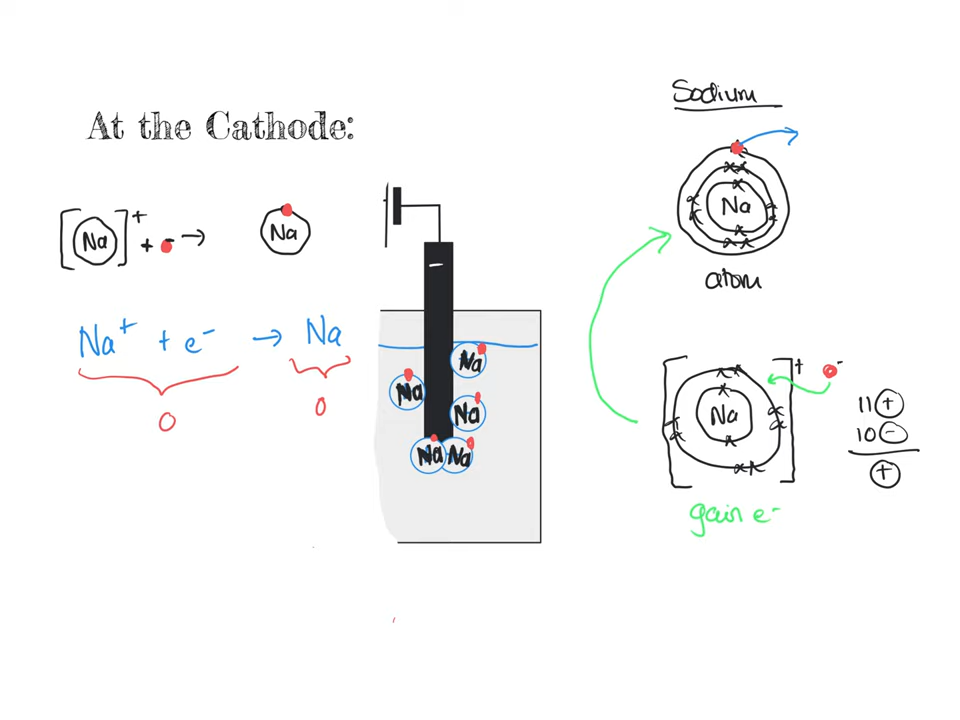 At the Cathode:
[Na]⁺ + - → Na
Na⁺ + e⁻ → Na
0 0
Na
Na
Na
Na Na
Sodium
Na
atom
[Na]⁺ -
gain e⁻
11 +
10 -
+